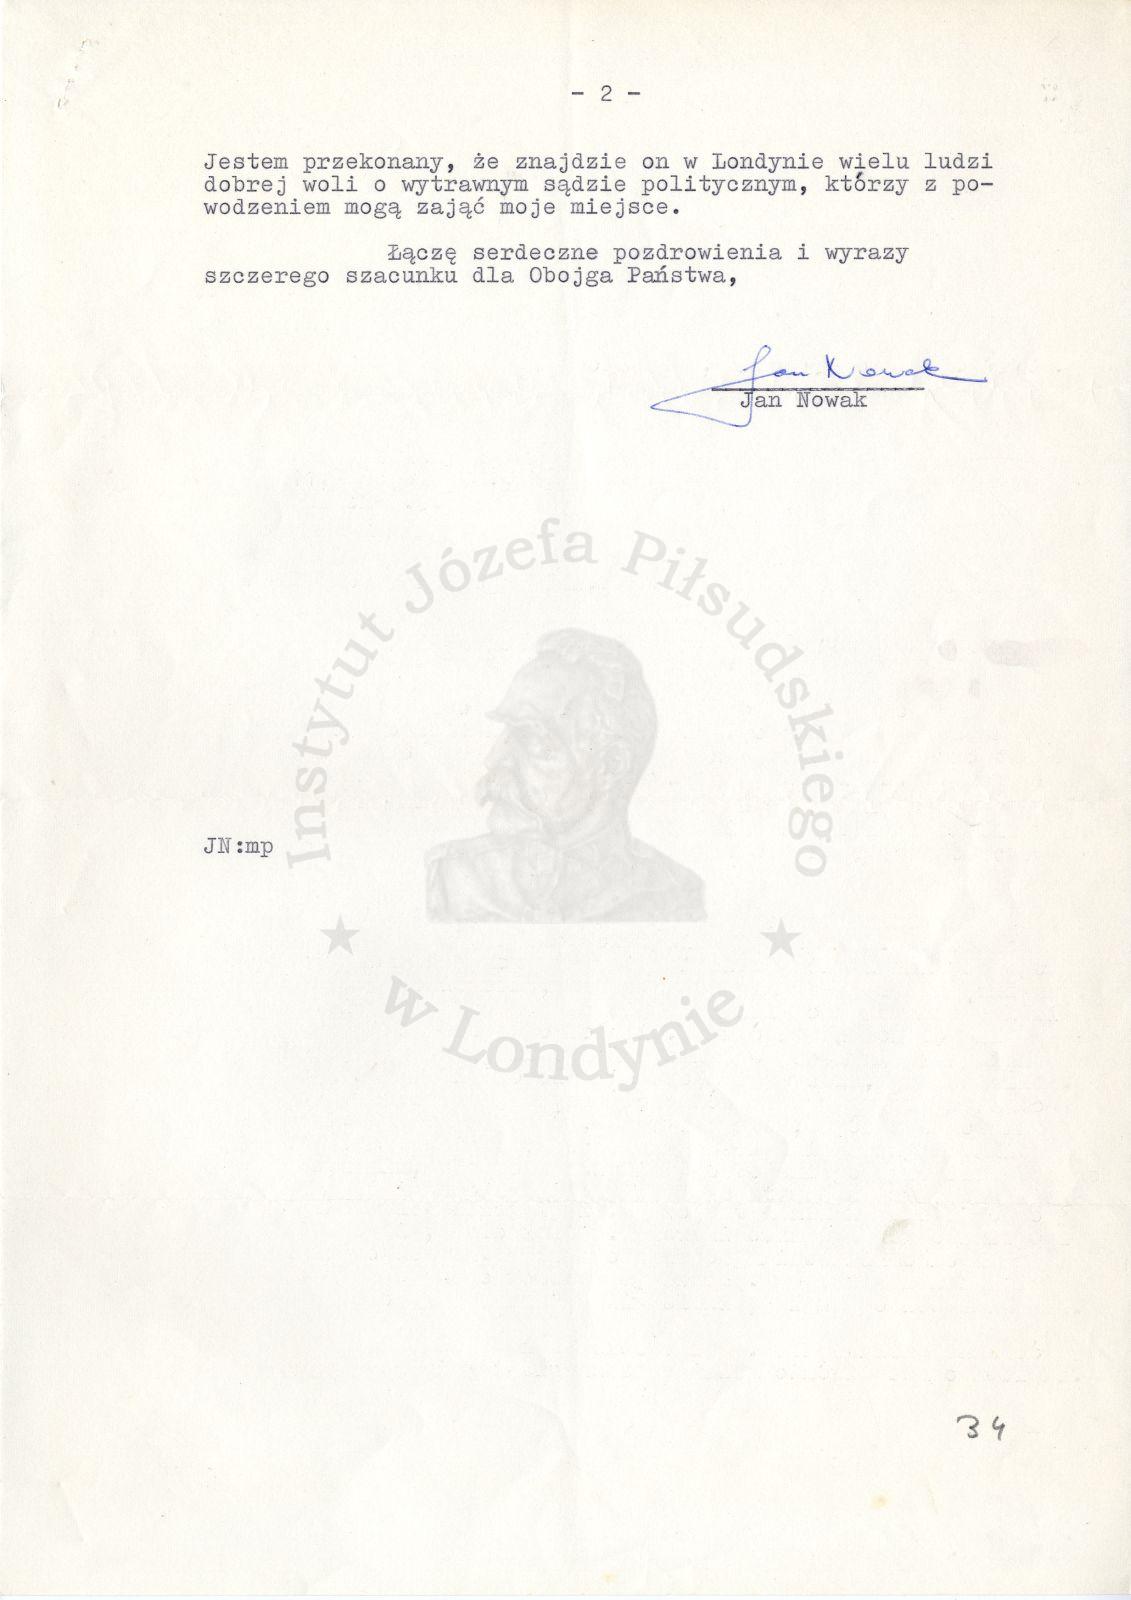 - 2 -
Jestem przekonany, że znajdzie on w Londynie wielu ludzi
dobrej woli o wytrawnym sądzie politycznym, którzy z po-
wodzeniem mogą zająć moje miejsce.
Łączę serdeczne pozdrowienia i wyrazy
szczerego szacunku dla Obojga Państwa,
Jan Nowak
Jan Nowak
Instytut Józefa Piłsudskiego
JN:mp
w Londynie
34